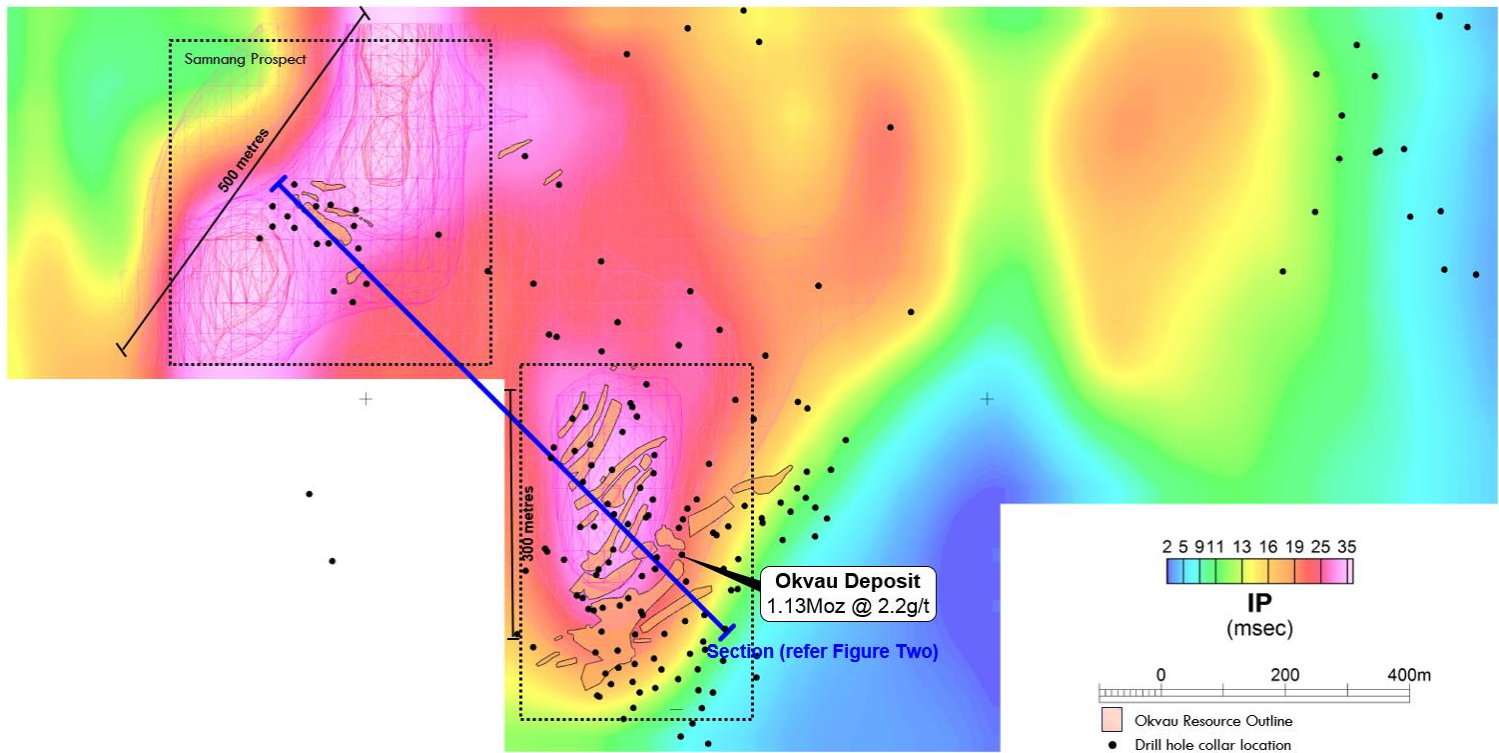 Samnang Prospect
500 metres
300 metres
Okvau Deposit
1.13Moz @ 2.2g/t
Section (refer Figure Two)
2 5 9 11 13 16 19 25 35
IP
(msec)
0 200 400m
Okvau Resource Outline
Drill hole collar location